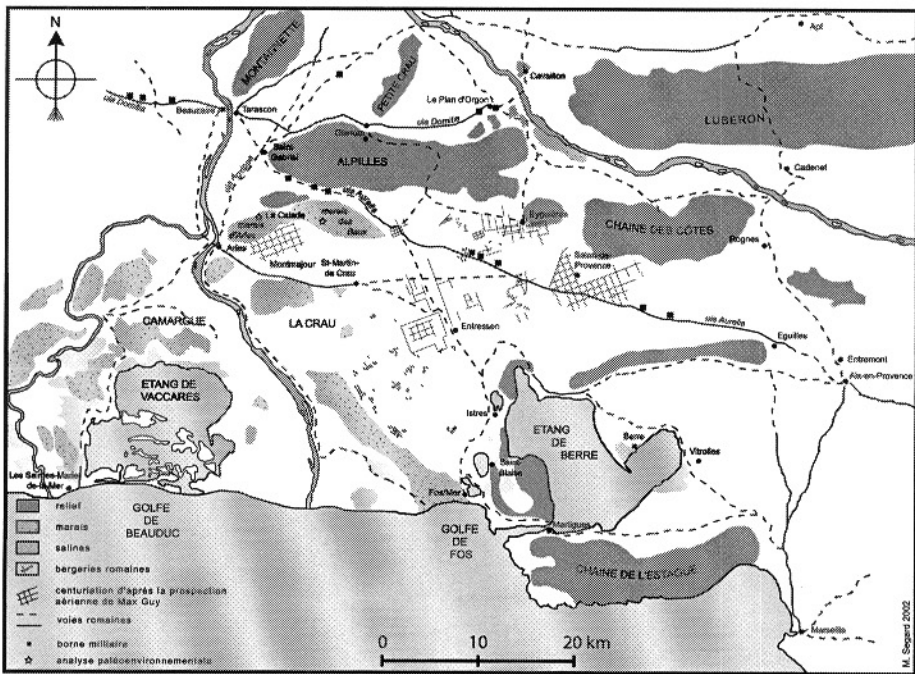 N
MONTAGNETTE
Apt
Cavaillon
PETITE CRAU
Le Plan d'Orgon
via Domitia
Beaucaire
Tarascon
via Domitia
LUBERON
Glanum
Saint
Gabriel
ALPILLES
Cadenet
via Aurelia
La Calade
marais
d'Arles
marais
des
Baux
Eyguières
CHAINE DES CÔTES
Rognes
Arles
Montmajour
St-Martin-
de Crau
Salon-de
Provence
CAMARGUE
LA CRAU
Entressen
via Aurelia
Eguilles
Entremont
Aix-en-Provence
ETANG DE
VACCARES
Istres
ETANG
DE
BERRE
Berre
Vitrolles
Saint
Blaise
Les Saintes-Marie-
de-la-Mer
Fos/Mer
GOLFE
DE
BEAUDUC
GOLFE
DE
FOS
Martigues
CHAINE DE L'ESTAQUE
Marseille
relief
marais
salines
bergeries romaines
centuriation d'après la prospection
aérienne de Max Guy
voies romaines
borne milliaire
analyse paléoenvironnementale
0 10 20 km
M. Segard 2002